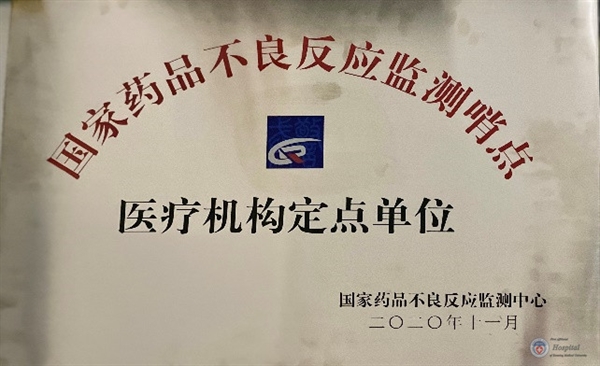 国家药品不良反应监测哨点
医疗机构定点单位
国家药品不良反应监测中心
二〇二〇年十一月
Hospital